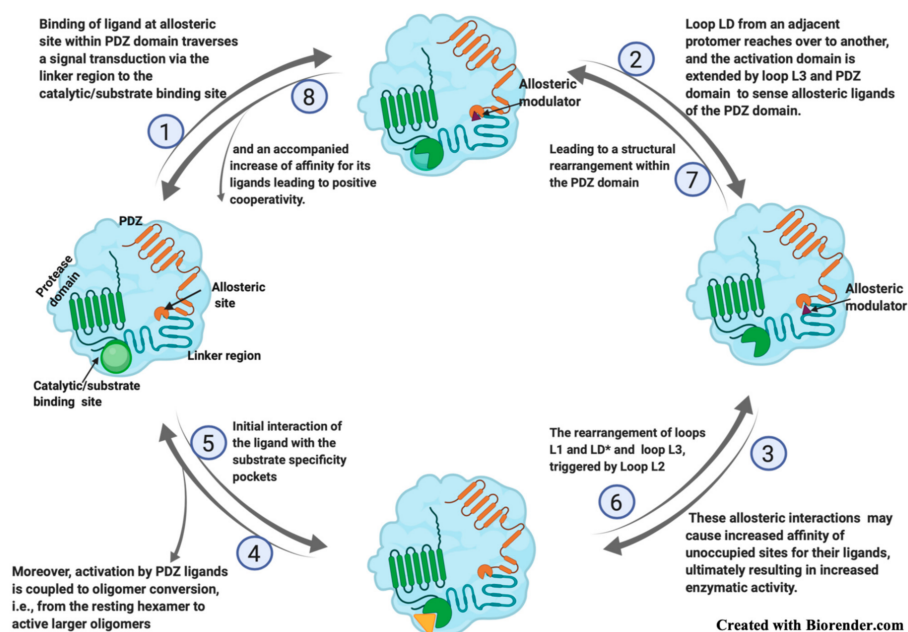 Binding of ligand at allosteric
site within PDZ domain traverses
a signal transduction via the
linker region to the
catalytic/substrate binding site
1
8
and an accompanied
increase of affinity for its
ligands leading to positive
cooperativity.
Allosteric
modulator
2
Loop LD from an adjacent
protomer reaches over to another,
and the activation domain is
extended by loop L3 and PDZ
domain to sense allosteric ligands
of the PDZ domain.
Leading to a structural
rearrangement within
the PDZ domain
7
PDZ
Protease
domain
Allosteric
site
Linker region
Catalytic/substrate
binding site
Allosteric
modulator
5
Initial interaction of
the ligand with the
substrate specificity
pockets
4
Moreover, activation by PDZ ligands
is coupled to oligomer conversion,
i.e., from the resting hexamer to
active larger oligomers
The rearrangement of loops
L1 and LD* and loop L3,
triggered by Loop L2
6
3
These allosteric interactions may
cause increased affinity of
unoccupied sites for their ligands,
ultimately resulting in increased
enzymatic activity.
Created with Biorender.com